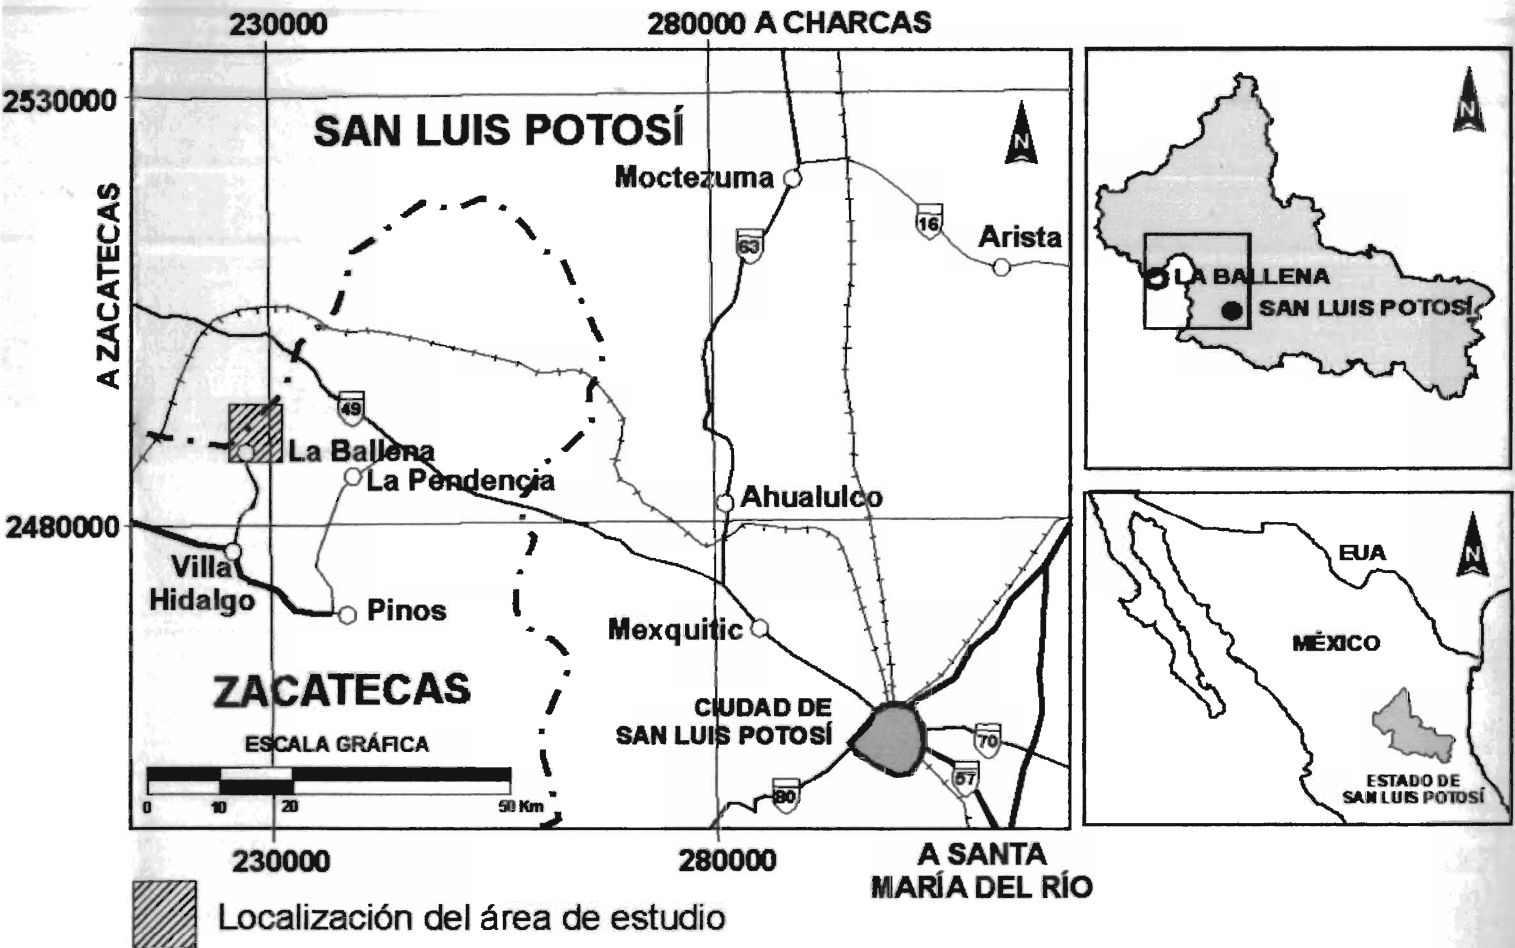 230000
280000 A CHARCAS
2530000
SAN LUIS POTOSÍ
N
Moctezuma
16
63
Arista
A ZACATECAS
49
La Ballena
La Pendencia
Ahualulco
2480000
Villa
Hidalgo
Pinos
Mexquitic
ZACATECAS
CIUDAD DE
SAN LUIS POTOSÍ
ESCALA GRÁFICA
0 10 20 50 Km
70
57
80
230000
280000
A SANTA
MARÍA DEL RÍO
Localización del área de estudio
N
LA BALLENA
SAN LUIS POTOSÍ
N
EUA
MÉXICO
ESTADO DE
SAN LUIS POTOSÍ